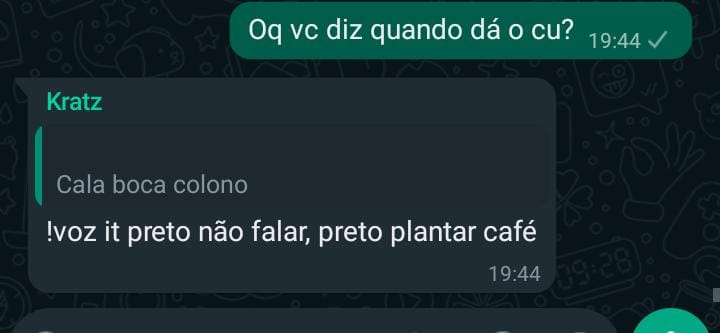 Oq vc diz quando dá o cu? 19:44
Kratz
Cala boca colono
!voz it preto não falar, preto plantar café
19:44